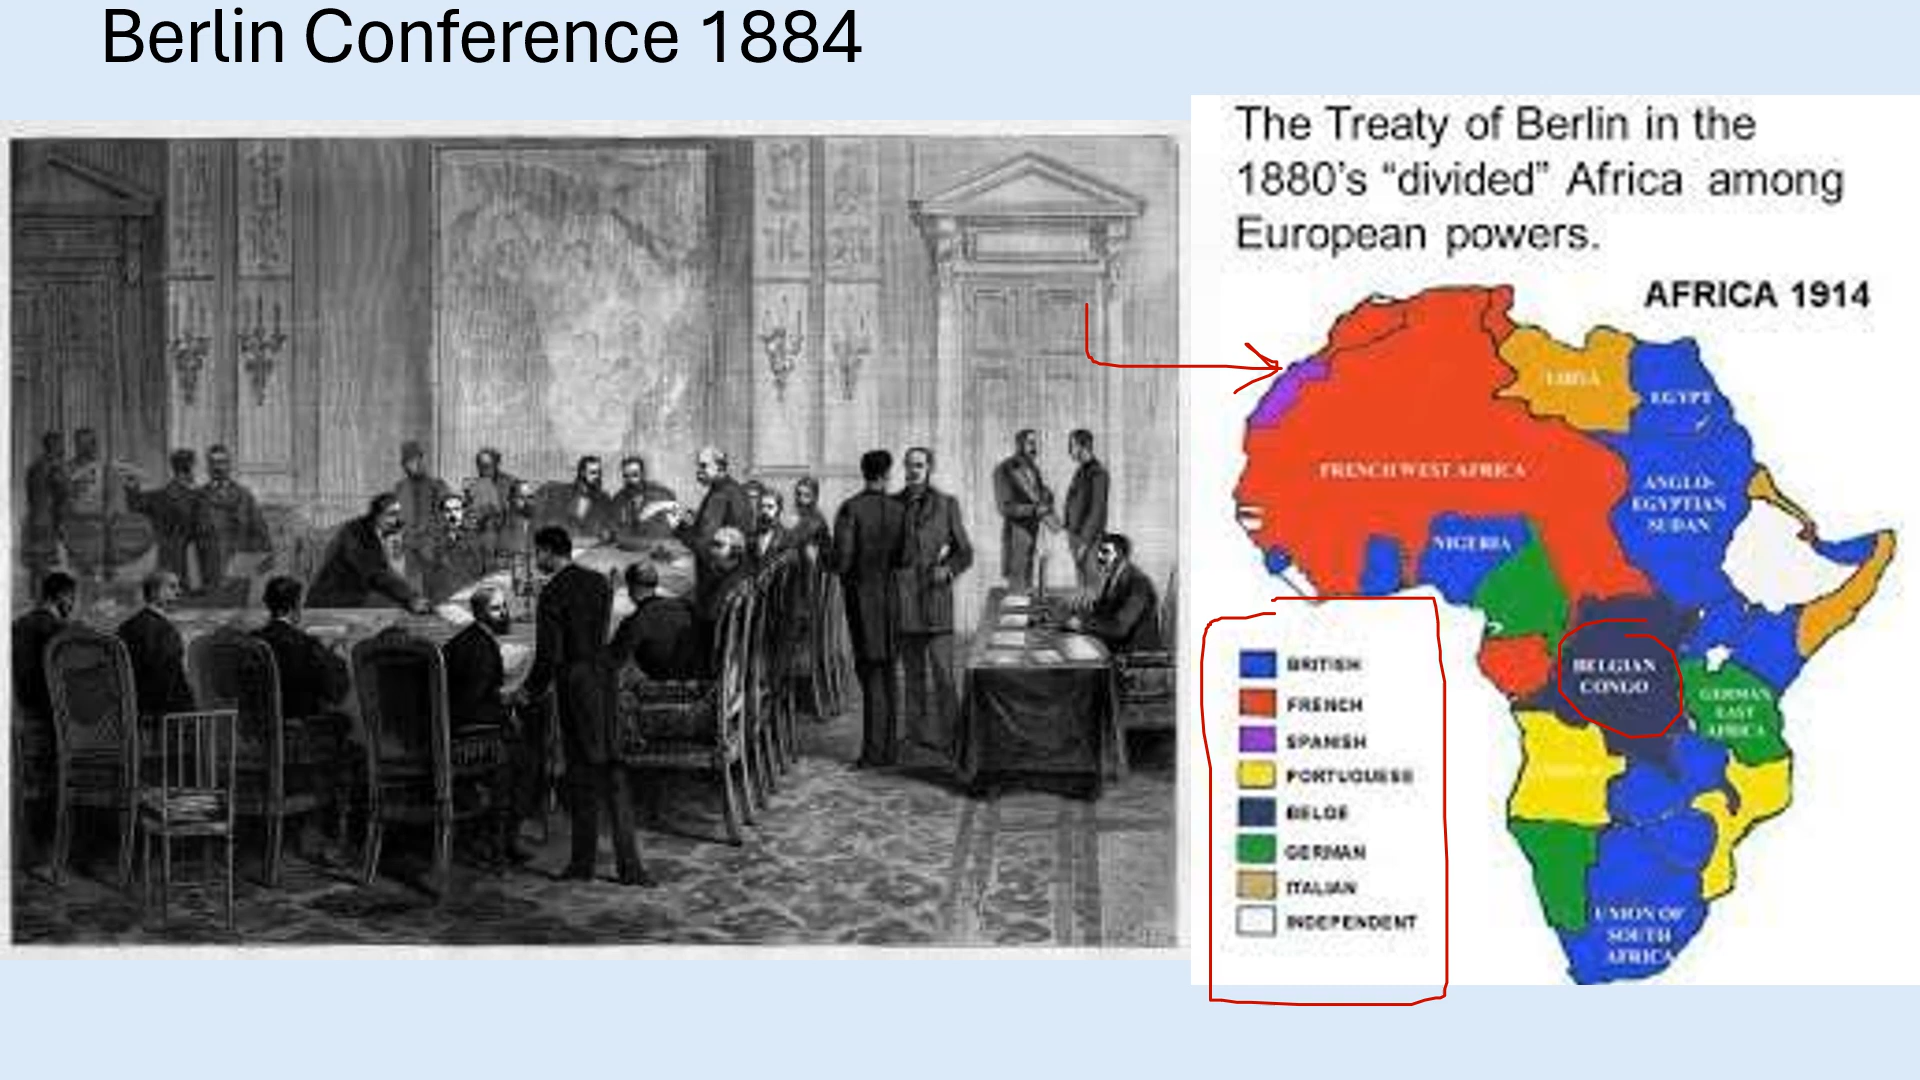 Berlin Conference 1884
The Treaty of Berlin in the
1880's “divided” Africa among
European powers.
AFRICA 1914
LIBYA
EGYPT
FRENCH WEST AFRICA
ANGLO-
EGYPTIAN
SUDAN
NIGERIA
BELGIAN
CONGO
GERMAN
EAST
AFRICA
UNION OF
SOUTH
AFRICA
BRITISH
FRENCH
SPANISH
PORTUGUESE
BELGE
GERMAN
ITALIAN
INDEPENDENT